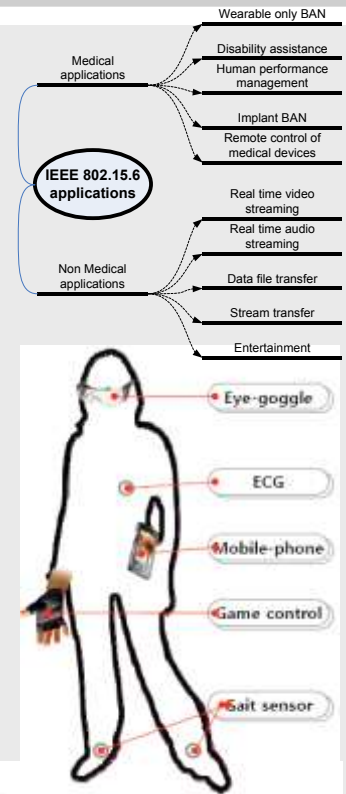 Wearable only BAN
Disability assistance
Medical
applications
Human performance
management
Implant BAN
Remote control of
medical devices
IEEE 802.15.6
applications
Real time video
streaming
Real time audio
streaming
Non Medical
applications
Data file transfer
Stream transfer
Entertainment
Eye-goggle
ECG
Mobile-phone
Game control
Gait sensor